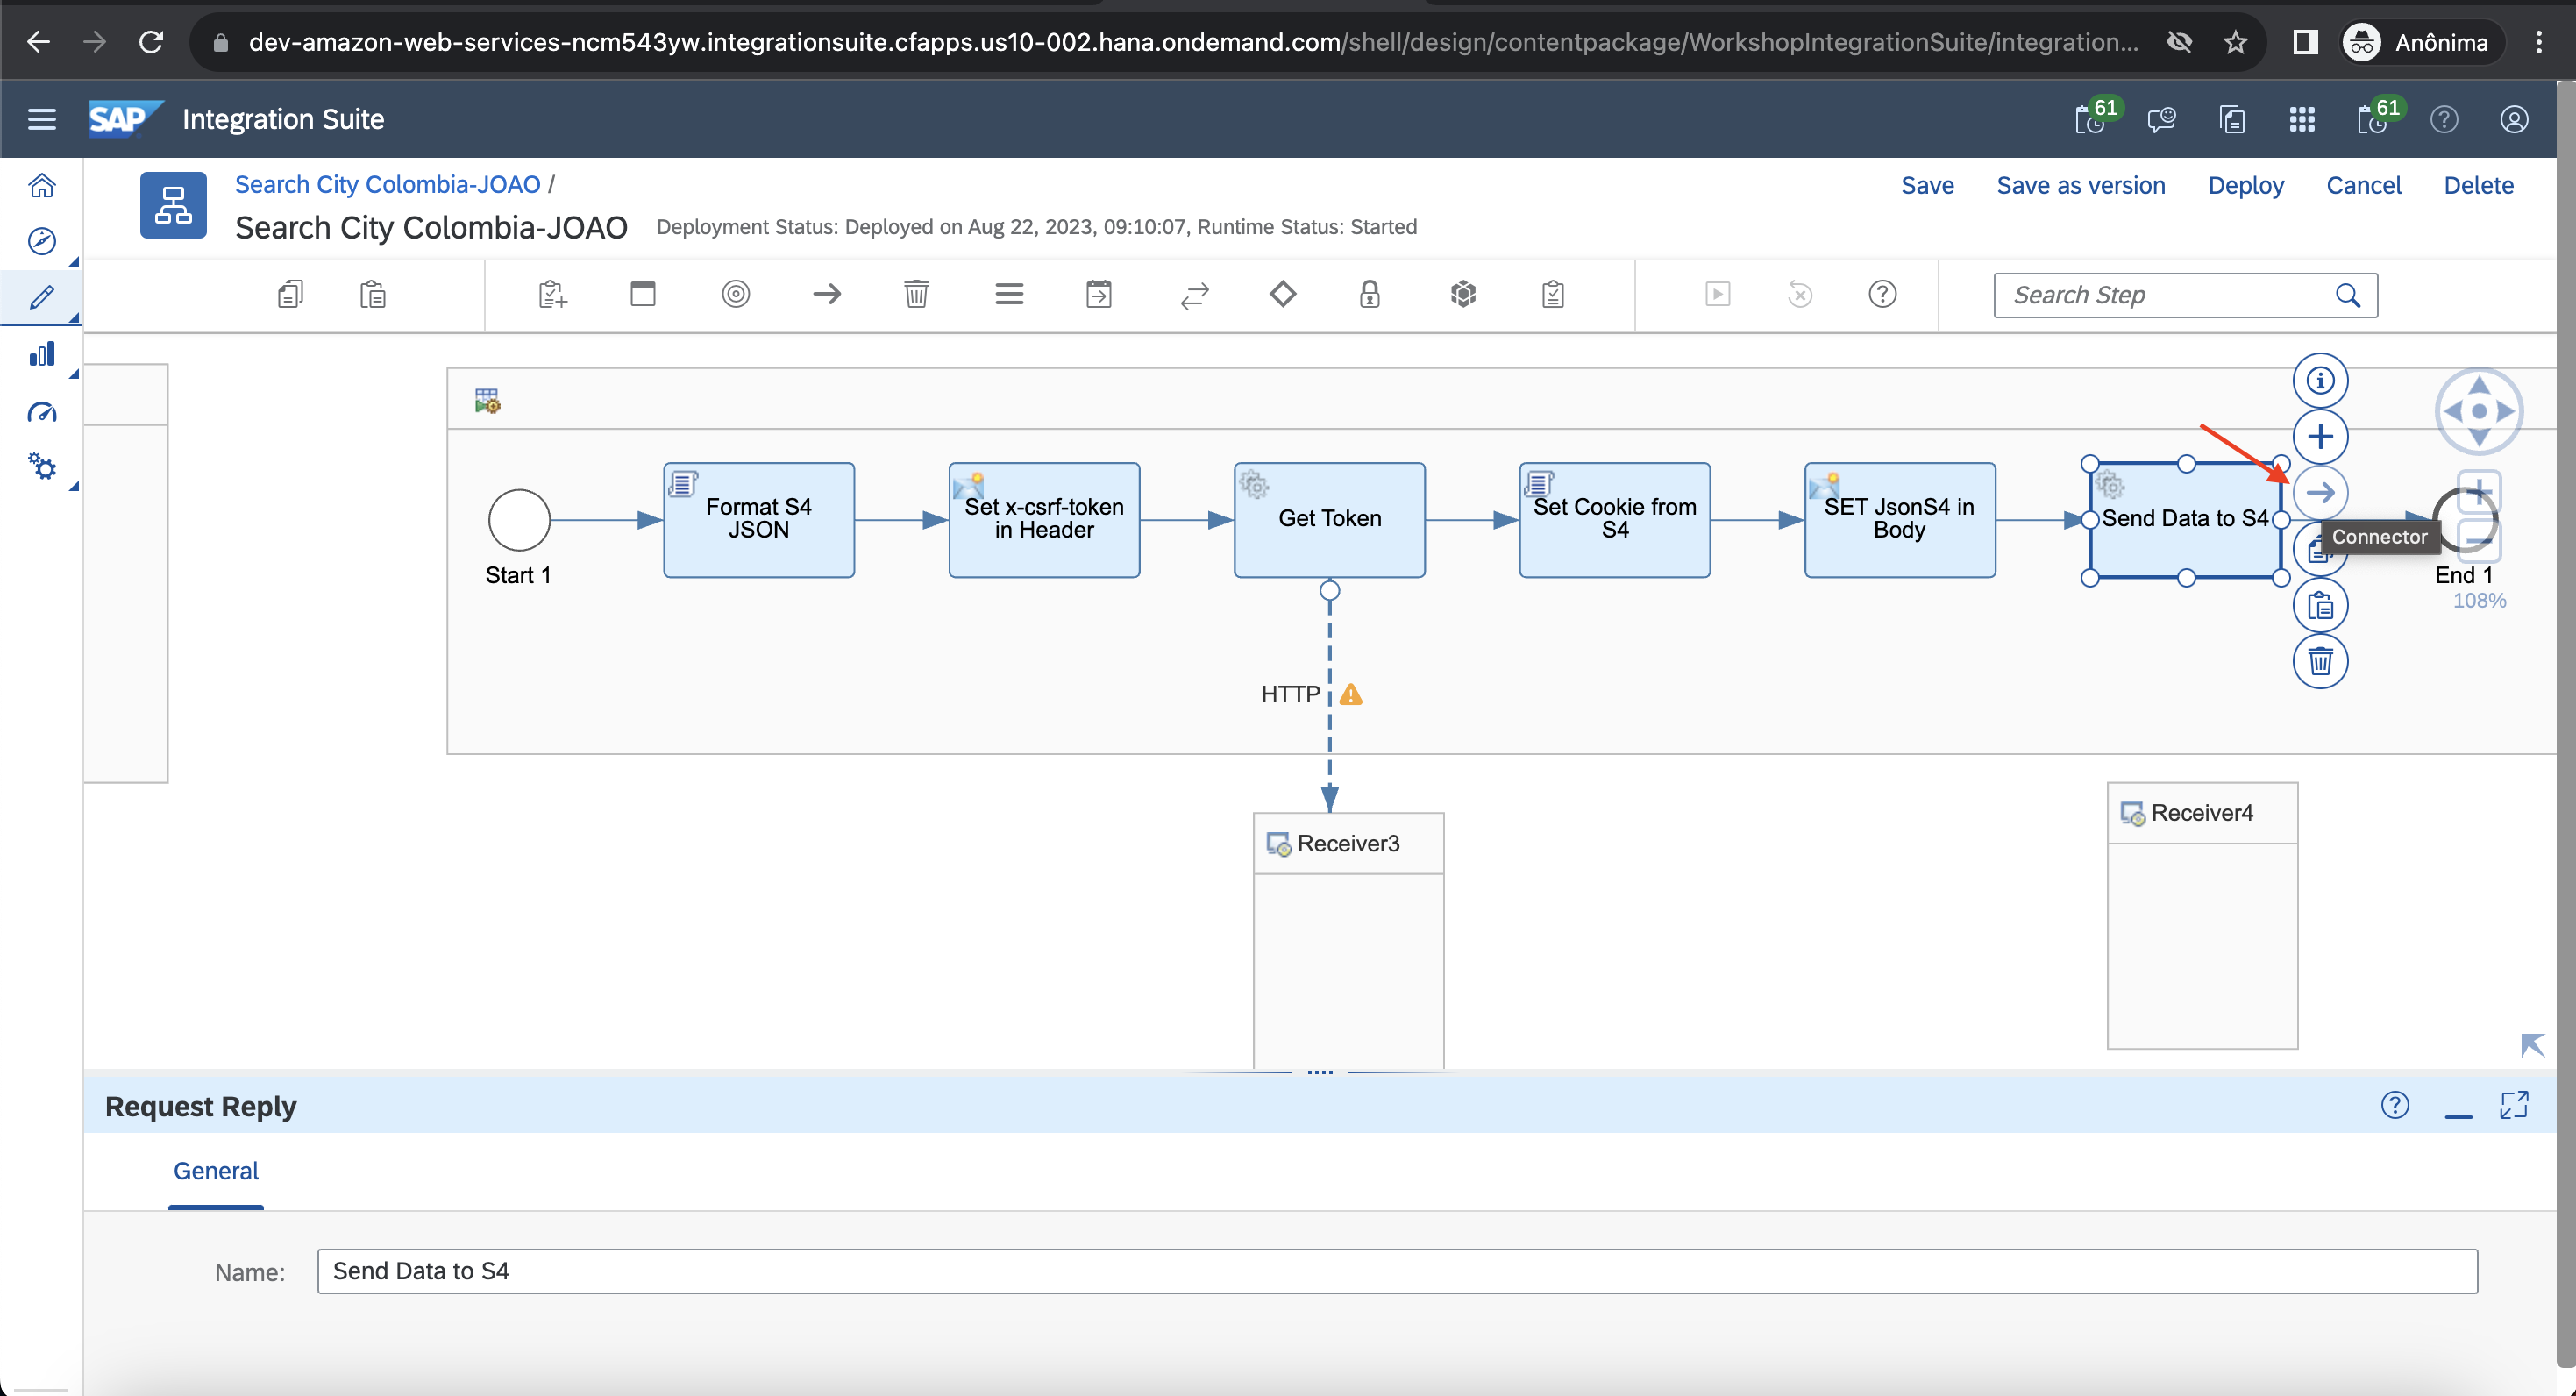 dev-amazon-web-services-ncm543yw.integrationsuite.cfapps.us10-002.hana.ondemand.com/shell/design/contentpackage/WorkshopIntegrationSuite/integration...
Anônima
SAP
Integration Suite
61
61
Search City Colombia-JOAO /
Save
Save as version
Deploy
Cancel
Delete
Search City Colombia-JOAO
Deployment Status: Deployed on Aug 22, 2023, 09:10:07, Runtime Status: Started
Search Step
Start 1
Format S4
JSON
Set x-csrf-token
in Header
Get Token
Set Cookie from
S4
SET JsonS4 in
Body
Send Data to S4
Connector
End 1
108%
HTTP
Receiver3
Receiver4
Request Reply
General
Name:
Send Data to S4